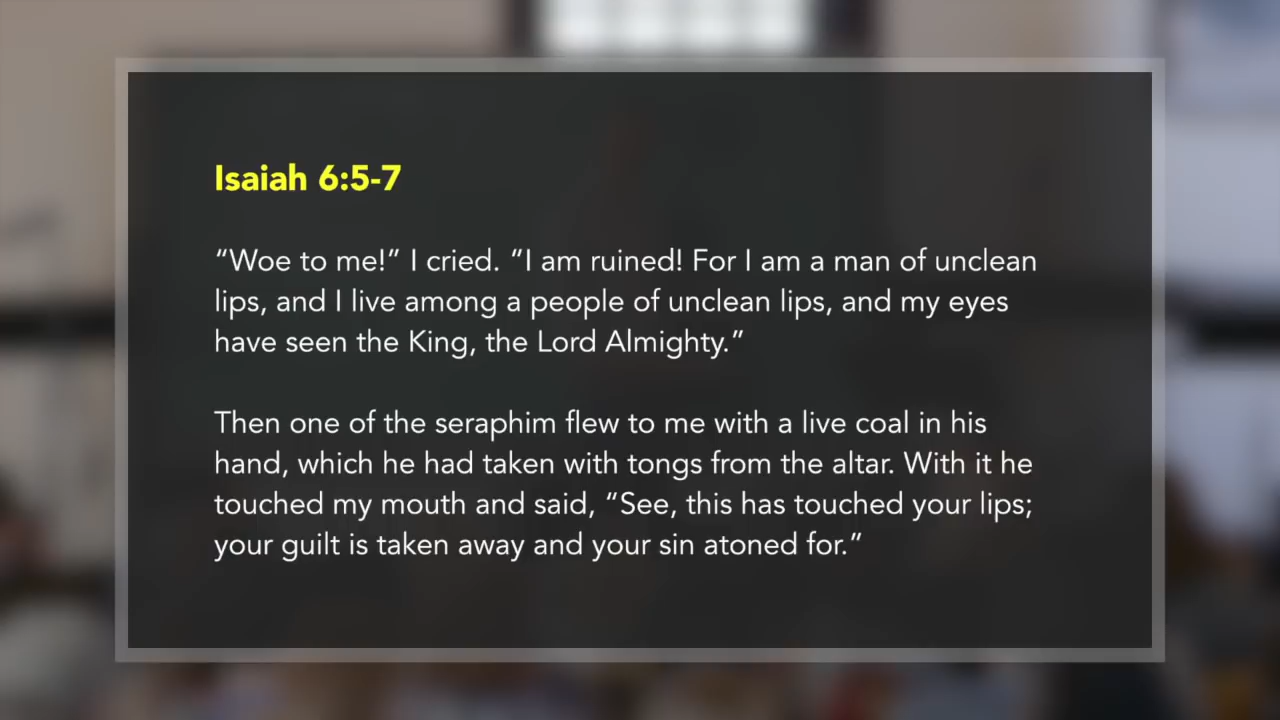 Isaiah 6:5-7
“Woe to me!” I cried. “I am ruined! For I am a man of unclean
lips, and I live among a people of unclean lips, and my eyes
have seen the King, the Lord Almighty.”
Then one of the seraphim flew to me with a live coal in his
hand, which he had taken with tongs from the altar. With it he
touched my mouth and said, “See, this has touched your lips;
your guilt is taken away and your sin atoned for.”